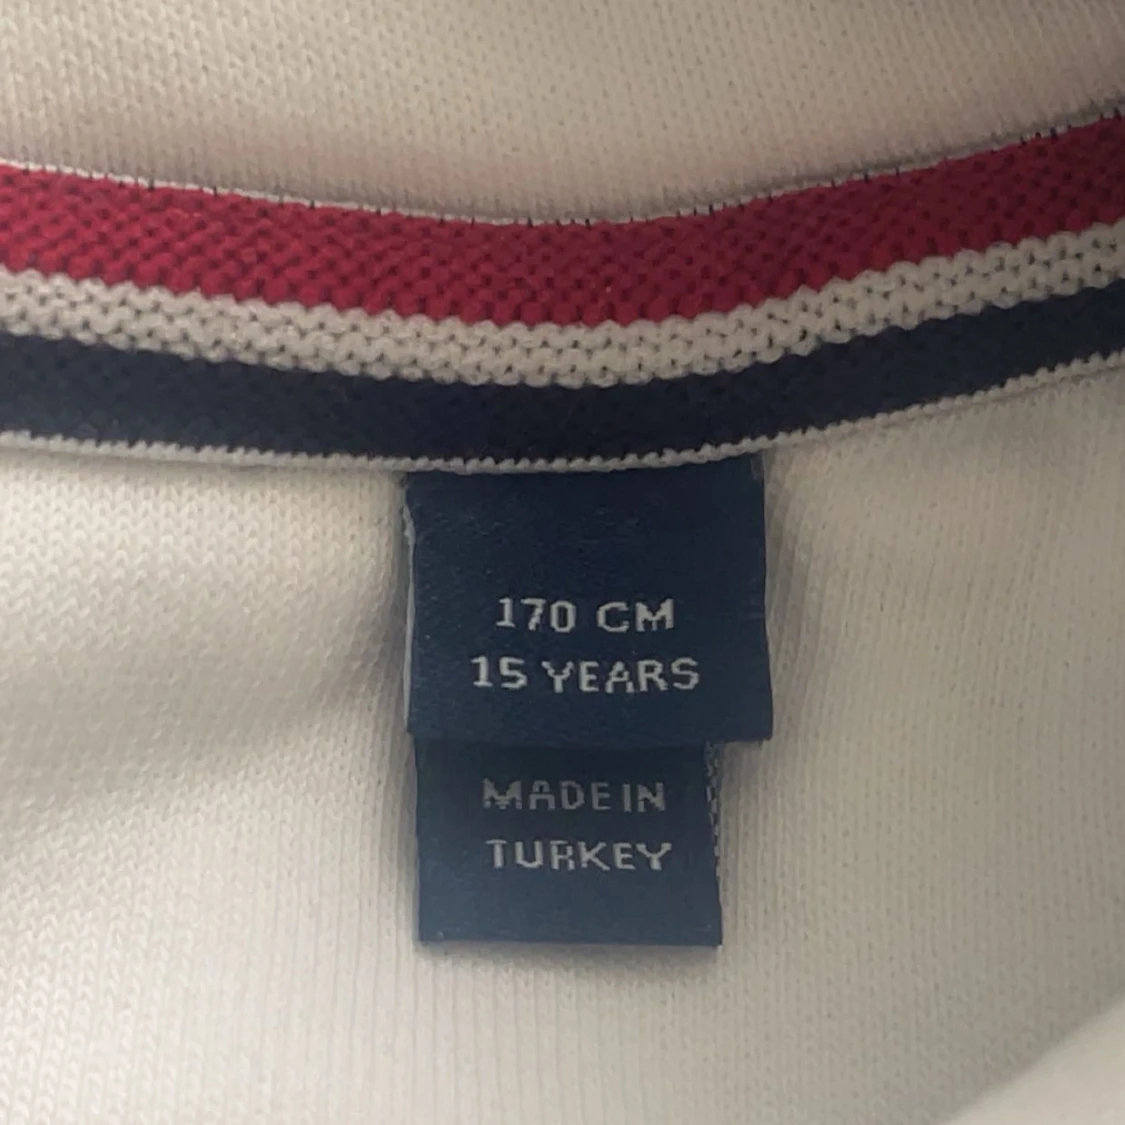 170 CM
15 YEARS
MADE IN
TURKEY